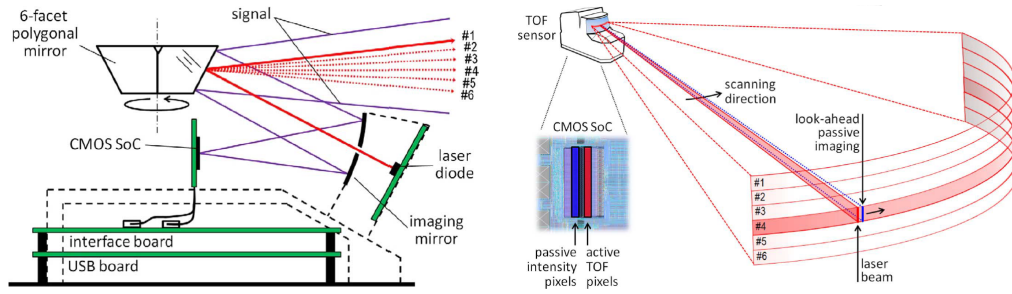 6-facet
polygonal
mirror
signal
#1
#2
#3
#4
#5
#6
CMOS SoC
laser
diode
imaging
mirror
interface board
USB board
TOF
sensor
scanning
direction
look-ahead
passive
imaging
CMOS SoC
#1
#2
#3
#4
#5
#6
passive
intensity
pixels
active
TOF
pixels
laser
beam